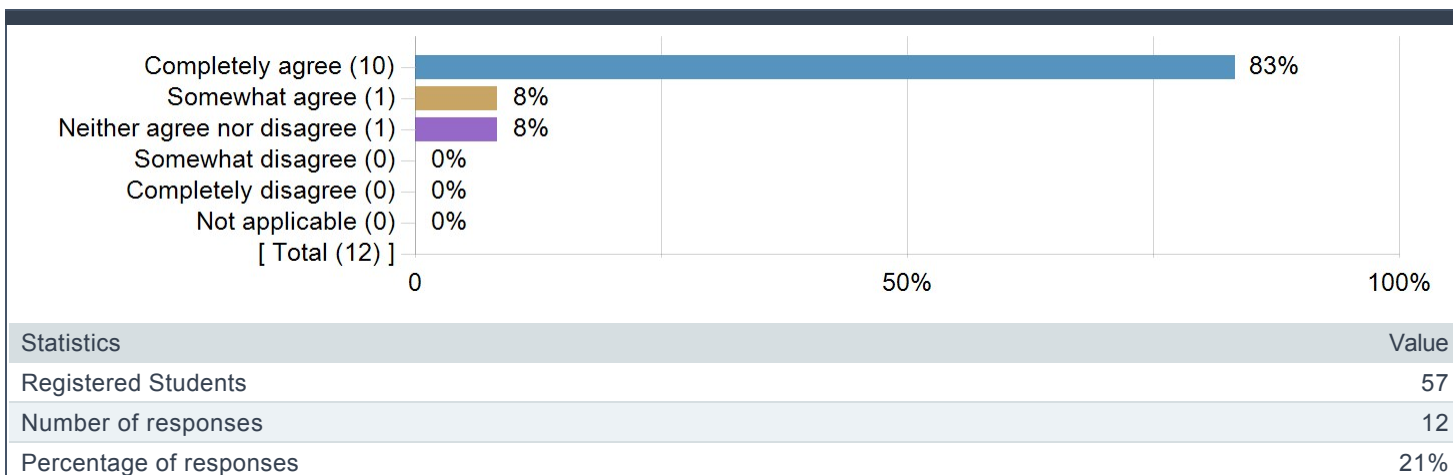 Completely agree (10) 83%
Somewhat agree (1) 8%
Neither agree nor disagree (1) 8%
Somewhat disagree (0) 0%
Completely disagree (0) 0%
Not applicable (0) 0%
[ Total (12) ]
0 50% 100%
Statistics Value
Registered Students 57
Number of responses 12
Percentage of responses 21%